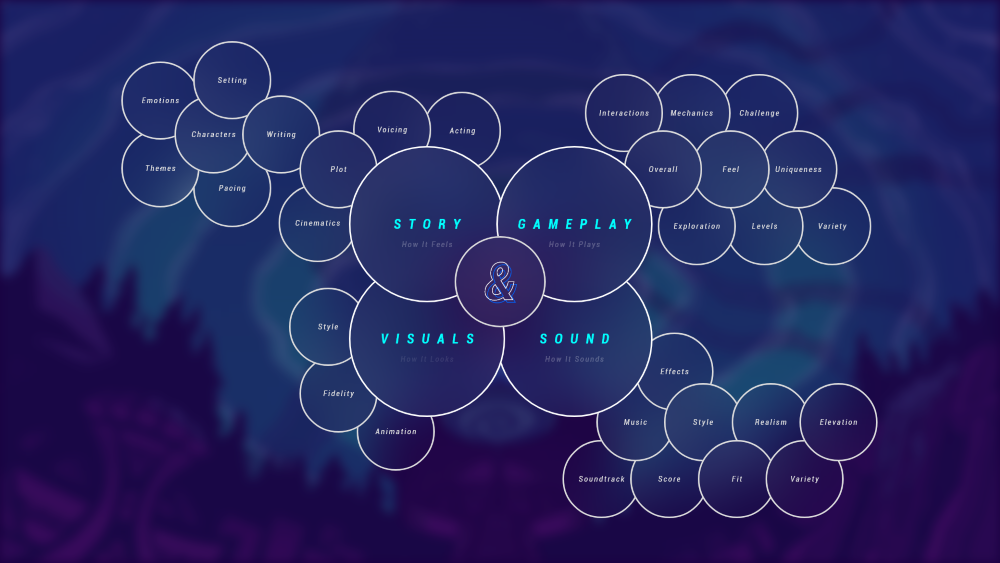 Setting
Emotions
Characters
Writing
Themes
Pacing
Plot
Cinematics
Voicing
Acting
STORY
How It Feels
Interactions
Mechanics
Challenge
Overall
Feel
Uniqueness
Exploration
Levels
Variety
GAMEPLAY
How It Plays
&
VISUALS
How It Looks
Style
Fidelity
Animation
SOUND
How It Sounds
Effects
Music
Style
Realism
Elevation
Soundtrack
Score
Fit
Variety